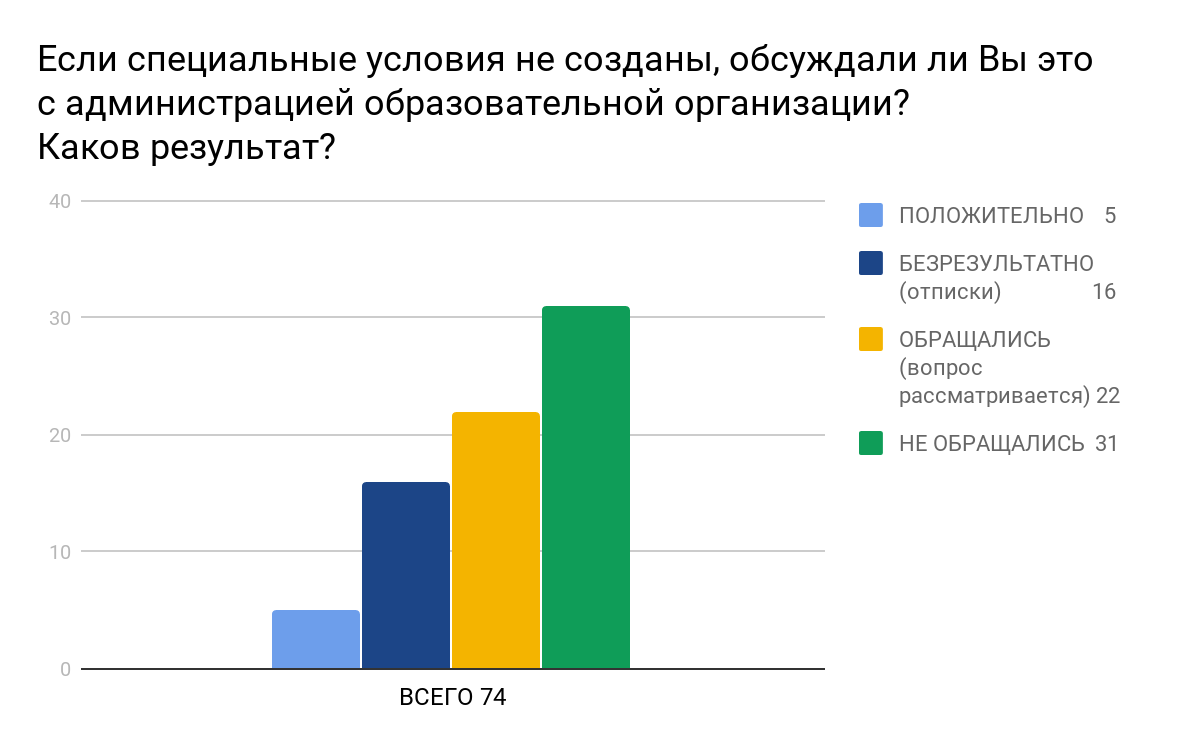 Если специальные условия не созданы, обсуждали ли Вы это
с администрацией образовательной организации?
Каков результат?
40
30
20
10
0
ВСЕГО 74
ПОЛОЖИТЕЛЬНО 5
БЕЗРЕЗУЛЬТАТНО
(отписки) 16
ОБРАЩАЛИСЬ
(вопрос
рассматривается) 22
НЕ ОБРАЩАЛИСЬ 31